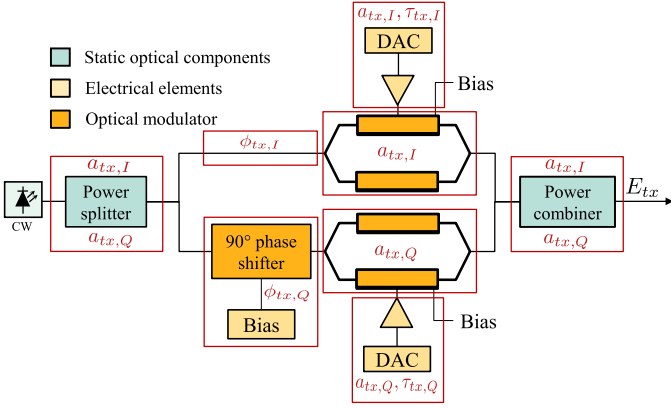 a_{tx,I}, τ_{tx,I}
DAC
Static optical components
Electrical elements
Bias
Optical modulator
ϕ_{tx,I}
a_{tx,I}
a_{tx,I}
a_{tx,I}
Power
splitter
CW
a_{tx,Q}
Power
combiner
E_{tx}
a_{tx,Q}
90° phase
shifter
a_{tx,Q}
ϕ_{tx,Q}
Bias
Bias
DAC
a_{tx,Q}, τ_{tx,Q}